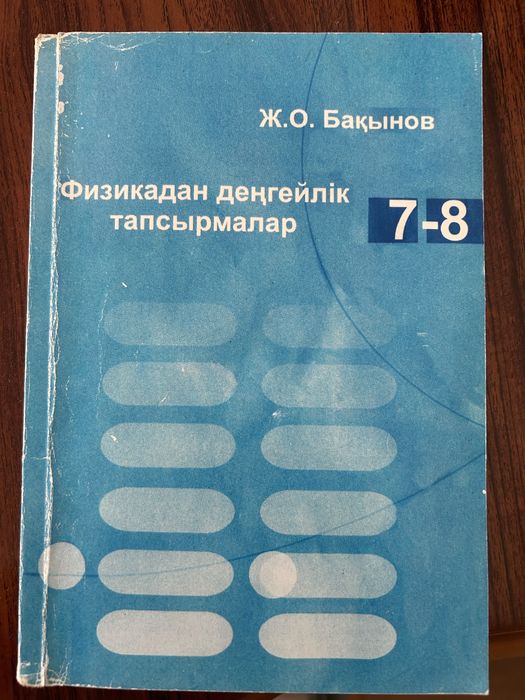 Ж.О. Бақынов
Физикадан деңгейлік
тапсырмалар
7-8